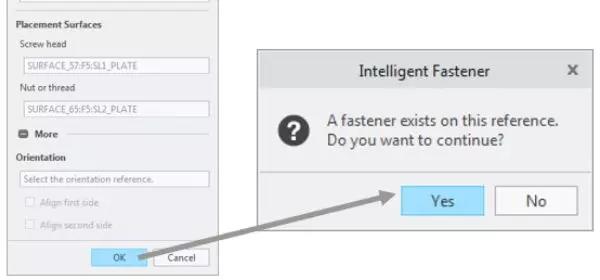 Placement Surfaces
Screw head
SURFACE_57:F5:SL1_PLATE
Nut or thread
SURFACE_65:F5:SL2_PLATE
More
Orientation
Select the orientation reference.
Align first side
Align second side
OK
Cancel
Intelligent Fastener
x
A fastener exists on this reference.
Do you want to continue?
Yes
No